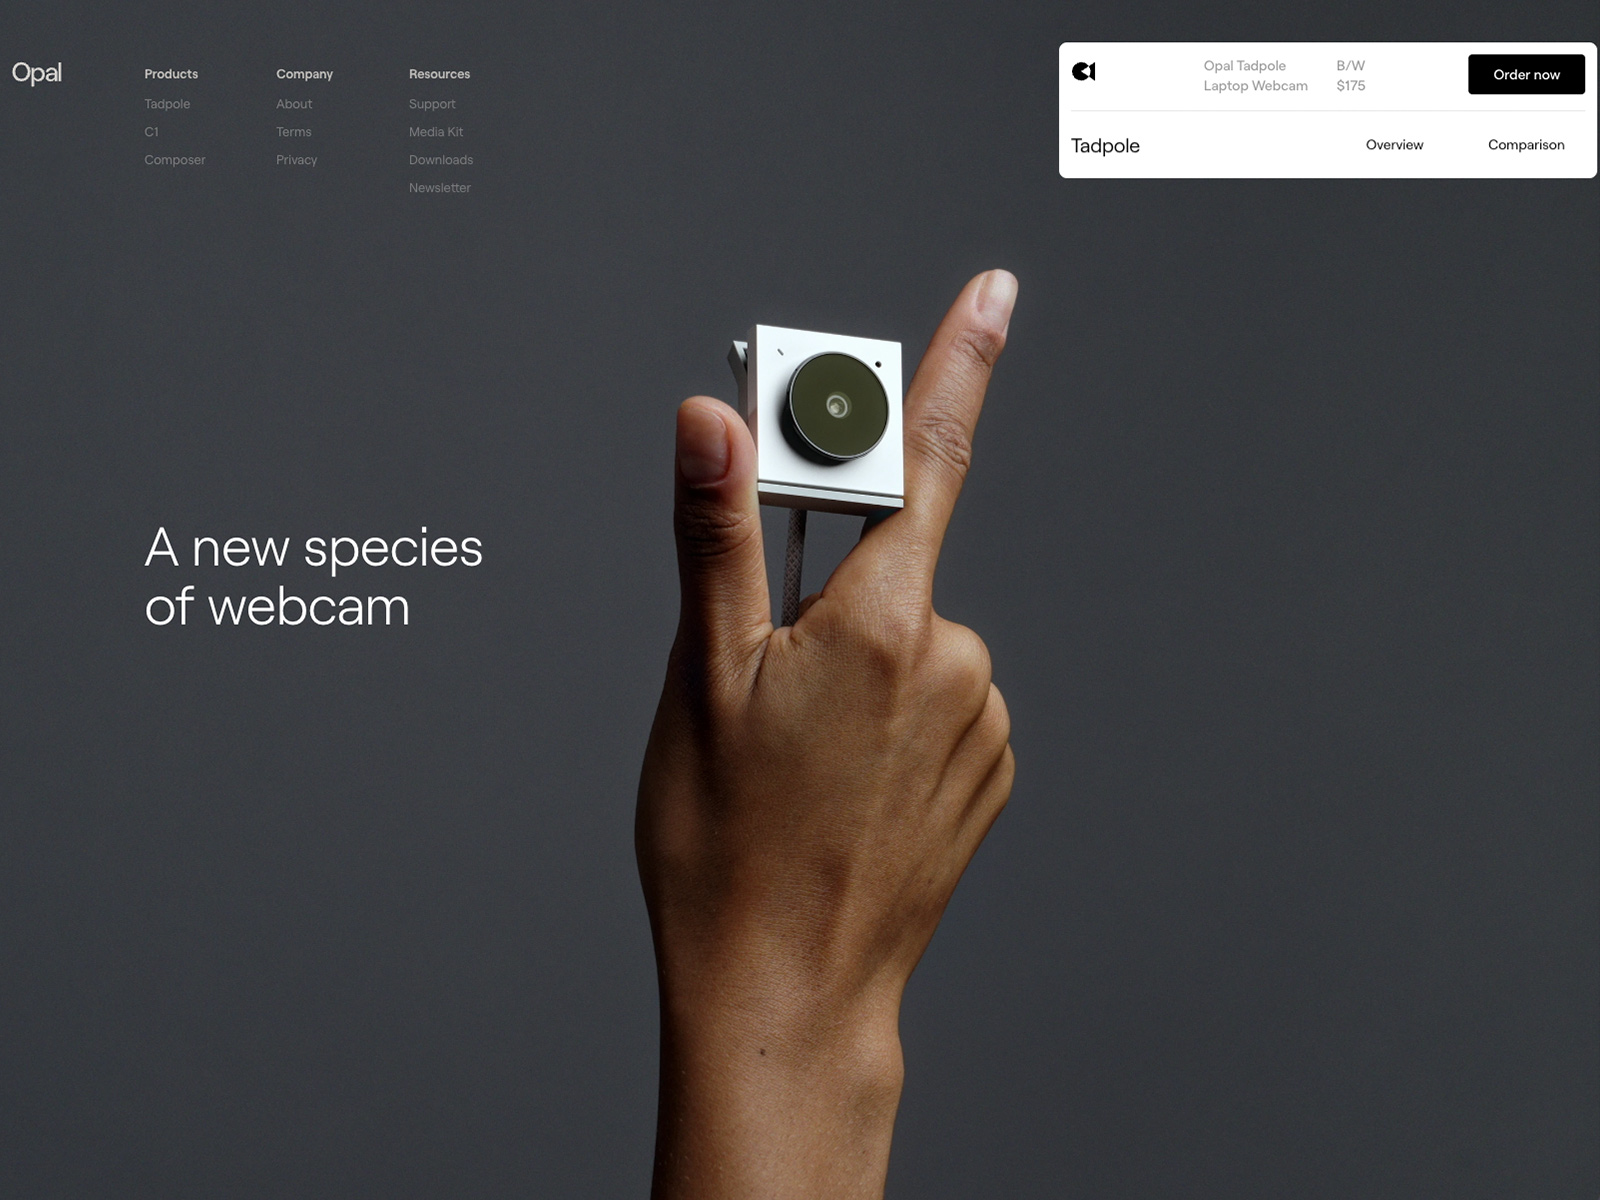 Opal
Products
Tadpole
C1
Composer
Company
About
Terms
Privacy
Resources
Support
Media Kit
Downloads
Newsletter
Opal Tadpole
Laptop Webcam
B/W
$175
Order now
Tadpole
Overview
Comparison
A new species
of webcam